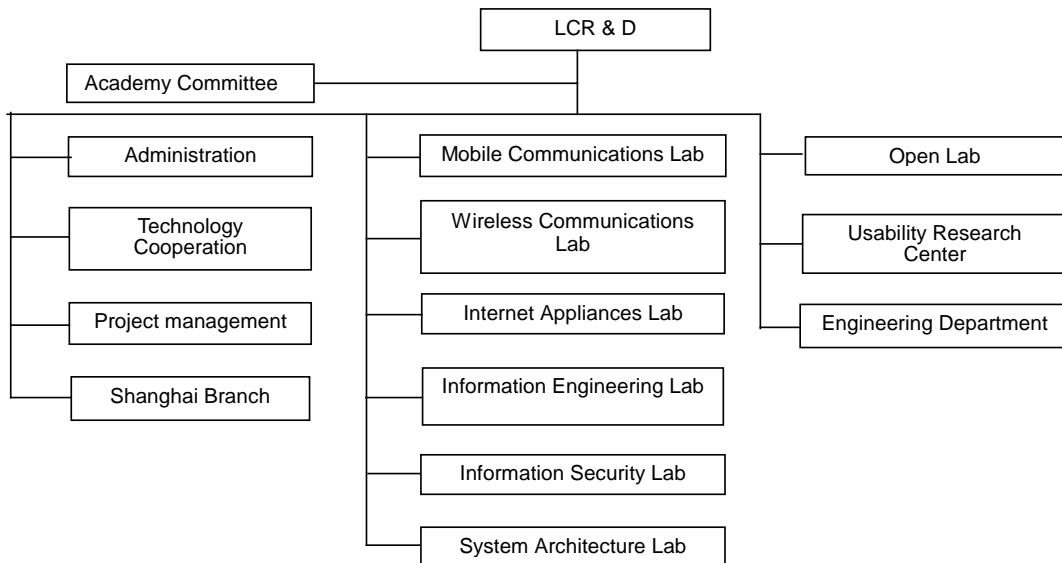 LCR & D
Academy Committee
Administration
Technology
Cooperation
Project management
Shanghai Branch
Mobile Communications Lab
Wireless Communications
Lab
Internet Appliances Lab
Information Engineering Lab
Information Security Lab
System Architecture Lab
Open Lab
Usability Research
Center
Engineering Department